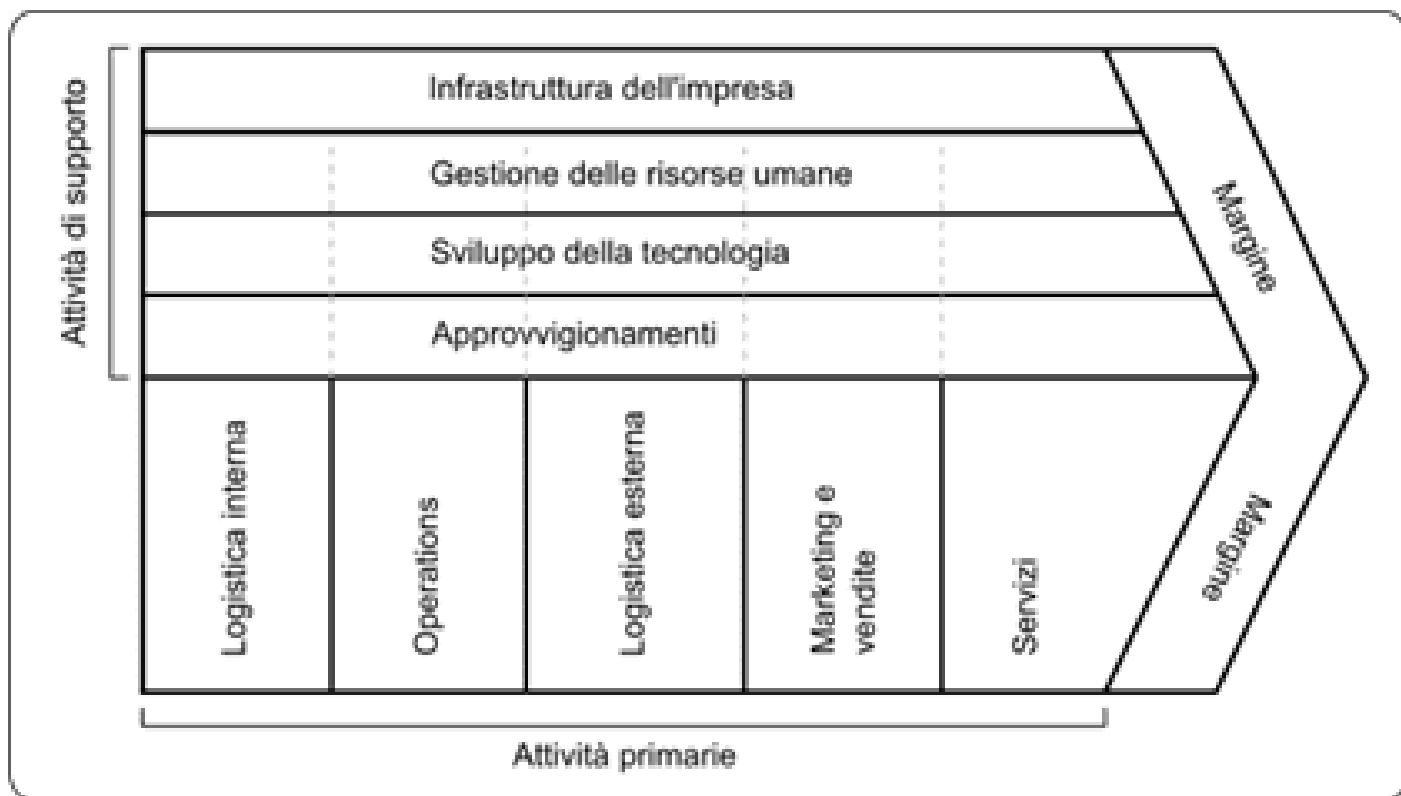 Attività di supporto
Infrastruttura dell'impresa
Gestione delle risorse umane
Sviluppo della tecnologia
Approvvigionamenti
Margine
Logistica interna
Operations
Logistica esterna
Marketing e
vendite
Servizi
Margine
Attività primarie